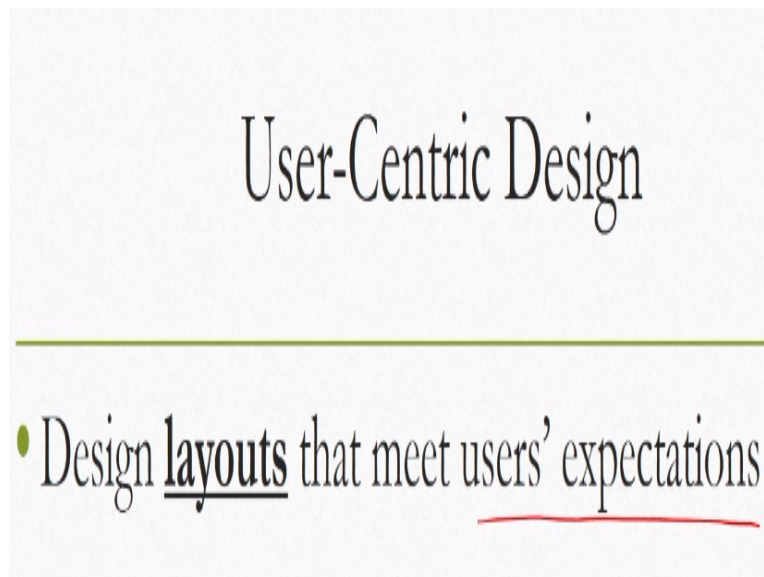 User-Centric Design
• Design layouts that meet users’ expectations